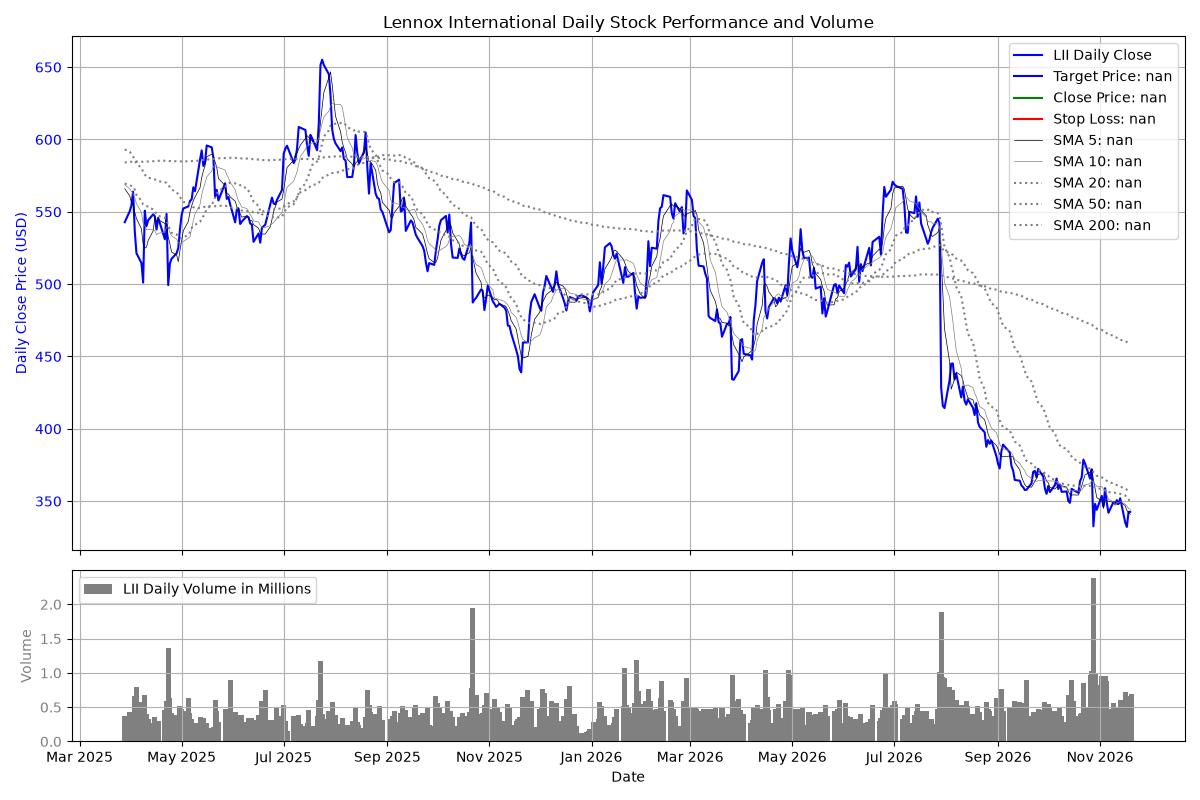 Lennox International Daily Stock Performance and Volume
Daily Close Price (USD)
650
600
550
500
450
400
350
LII Daily Close
Target Price: nan
Close Price: nan
Stop Loss: nan
SMA 5: nan
SMA 10: nan
SMA 20: nan
SMA 50: nan
SMA 200: nan
LII Daily Volume in Millions
Volume
2.0
1.5
1.0
0.5
0.0
Mar 2025
May 2025
Jul 2025
Sep 2025
Nov 2025
Jan 2026
Mar 2026
May 2026
Jul 2026
Sep 2026
Nov 2026
Date